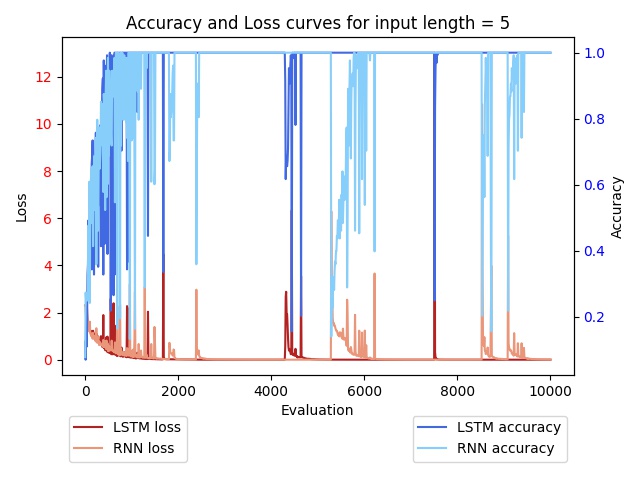 Accuracy and Loss curves for input length = 5
12
10
8
6
4
2
0
Loss
1.0
0.8
0.6
0.4
0.2
Accuracy
0 2000 4000 6000 8000 10000
Evaluation
LSTM loss
RNN loss
LSTM accuracy
RNN accuracy